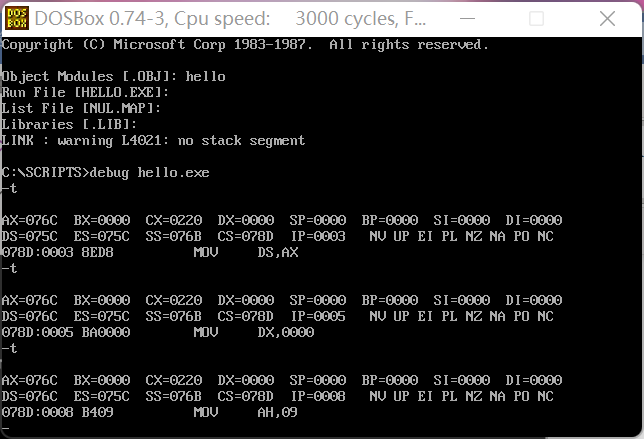 DOS BOX DOSBox 0.74-3, Cpu speed: 3000 cycles, F...
Copyright (C) Microsoft Corp 1983-1987. All rights reserved.
Object Modules [.OBJ]: hello
Run File [HELLO.EXE]:
List File [NUL.MAP]:
Libraries [.LIB]:
LINK : warning L4021: no stack segment
C:\SCRIPTS>debug hello.exe
-t
AX=076C BX=0000 CX=0220 DX=0000 SP=0000 BP=0000 SI=0000 DI=0000
DS=075C ES=075C SS=076B CS=078D IP=0003 NV UP EI PL NZ NA PO NC
078D:0003 8ED8 MOV DS,AX
-t
AX=076C BX=0000 CX=0220 DX=0000 SP=0000 BP=0000 SI=0000 DI=0000
DS=076C ES=075C SS=076B CS=078D IP=0005 NV UP EI PL NZ NA PO NC
078D:0005 BA0000 MOV DX,0000
-t
AX=076C BX=0000 CX=0220 DX=0000 SP=0000 BP=0000 SI=0000 DI=0000
DS=076C ES=075C SS=076B CS=078D IP=0008 NV UP EI PL NZ NA PO NC
078D:0008 B409 MOV AH,09
-